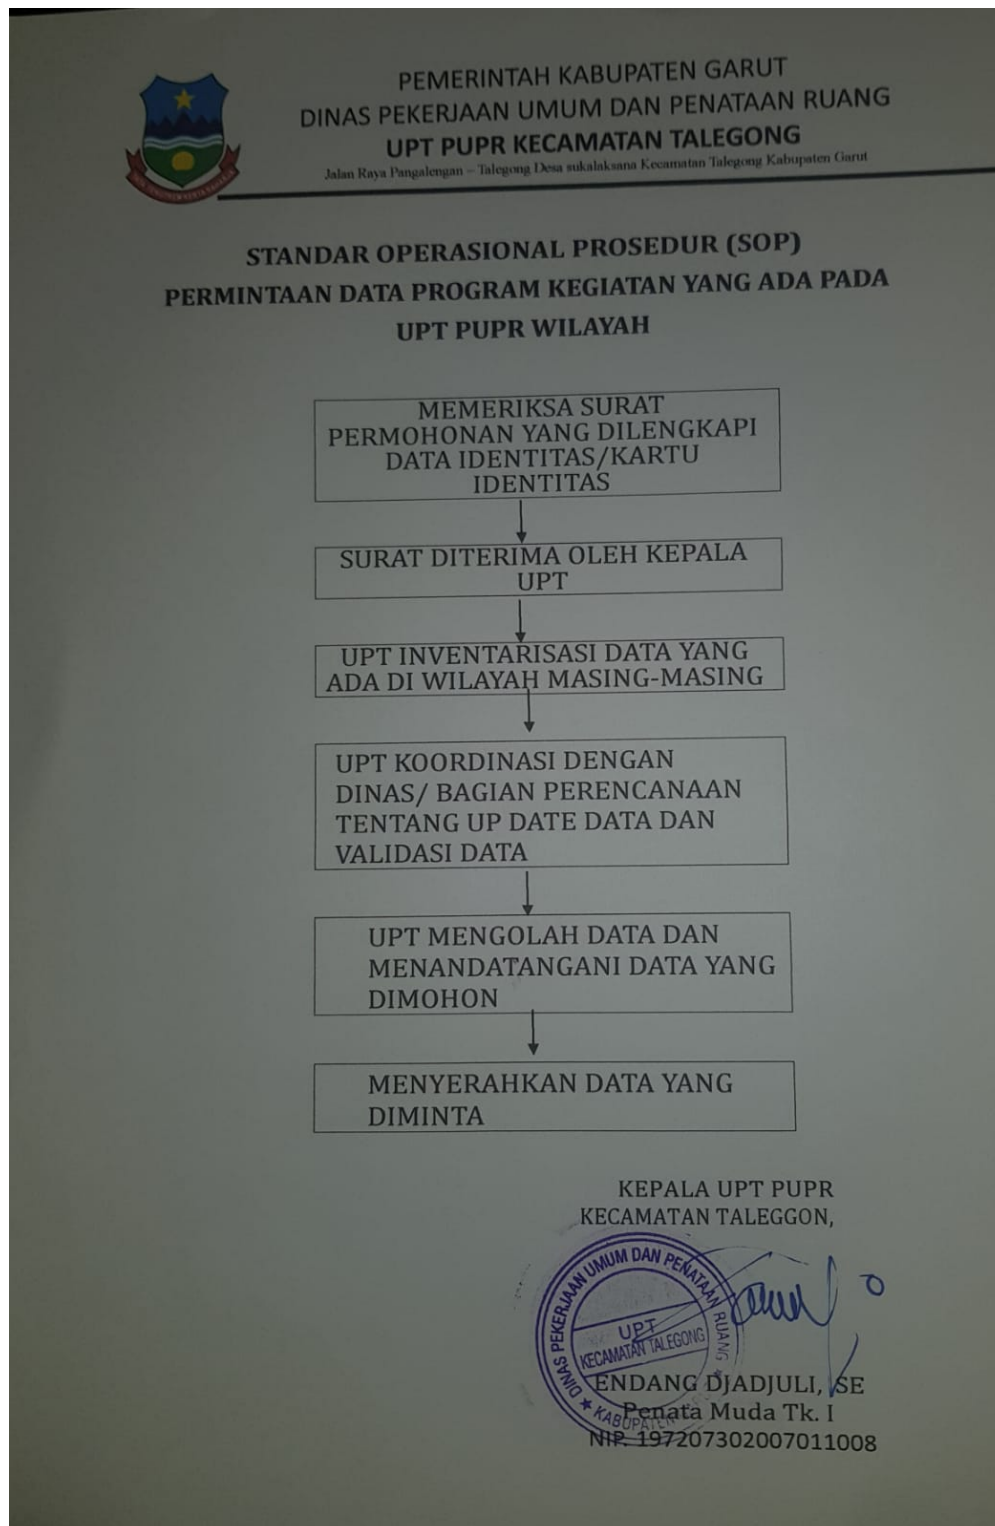 PEMERINTAH KABUPATEN GARUT
DINAS PEKERJAAN UMUM DAN PENATAAN RUANG
UPT PUPR KECAMATAN TALEGONG
Jalan Raya Pangalengan – Talegong Desa sukalaksana Kecamatan Talegong Kabupaten Garut
STANDAR OPERASIONAL PROSEDUR (SOP)
PERMINTAAN DATA PROGRAM KEGIATAN YANG ADA PADA
UPT PUPR WILAYAH
MEMERIKSA SURAT
PERMOHONAN YANG DILENGKAPI
DATA IDENTITAS/KARTU
IDENTITAS
SURAT DITERIMA OLEH KEPALA
UPT
UPT INVENTARISASI DATA YANG
ADA DI WILAYAH MASING-MASING
UPT KOORDINASI DENGAN
DINAS/ BAGIAN PERENCANAAN
TENTANG UP DATE DATA DAN
VALIDASI DATA
UPT MENGOLAH DATA DAN
MENANDATANGANI DATA YANG
DIMOHON
MENYERAHKAN DATA YANG
DIMINTA
KEPALA UPT PUPR
KECAMATAN TALEGGON,
DINAS PEKERJAAN UMUM DAN PENATAAN RUANG
UPT
KECAMATAN TALEGONG
ENDANG DJADJULI, SE
Penata Muda Tk. I
NIP. 197207302007011008